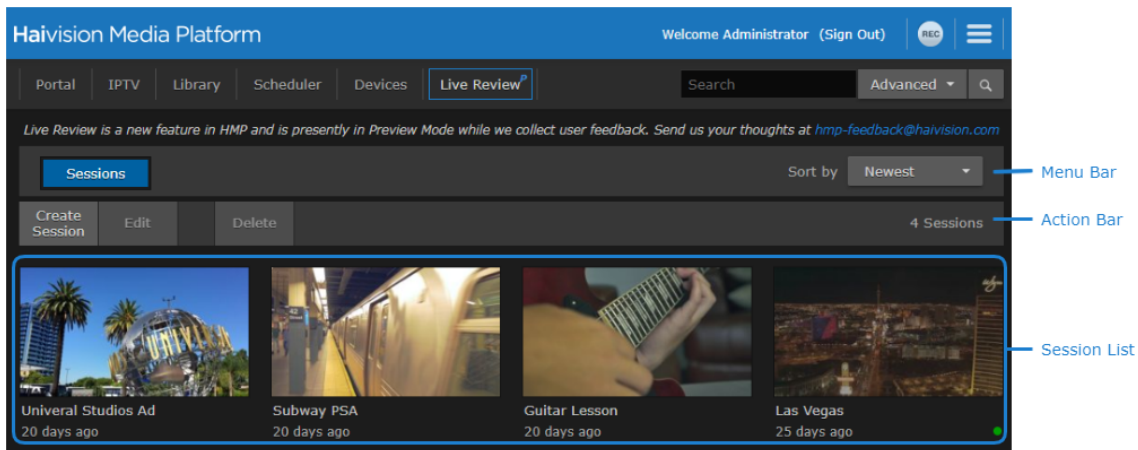 Haivision Media Platform
Welcome Administrator (Sign Out)
REC
Portal
IPTV
Library
Scheduler
Devices
Live Review P
Search
Advanced
Live Review is a new feature in HMP and is presently in Preview Mode while we collect user feedback. Send us your thoughts at hmp-feedback@haivision.com
Sessions
Sort by
Newest
Menu Bar
Create
Session
Edit
Delete
4 Sessions
Action Bar
42
UNIVERSAL
Session List
Univeral Studios Ad
Subway PSA
Guitar Lesson
Las Vegas
20 days ago
20 days ago
20 days ago
25 days ago